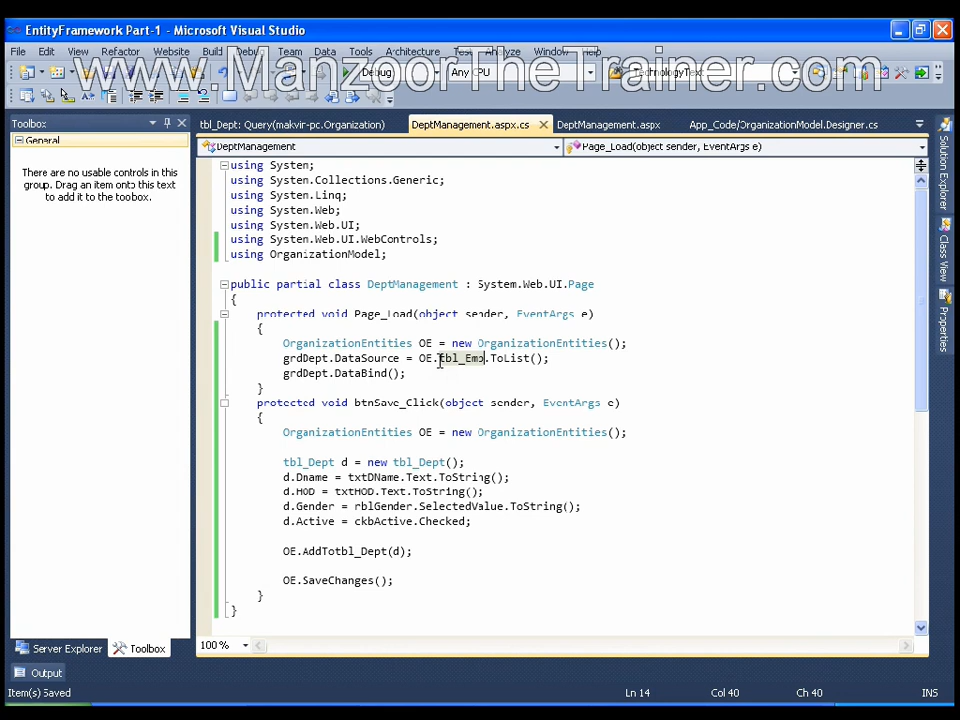 EntityFramework Part-1 - Microsoft Visual Studio
File Edit View Refactor Website Build Debug Team Data Tools Architecture Test Analyze Window Help
www.ManzoorTheTrainer.com
Debug Any CPU TechnologyText
Toolbox
General
There are no usable controls in this
group. Drag an item onto this text
to add it to the toolbox.
tbl_Dept: Query(makvir-pc.Organization) DeptManagement.aspx.cs DeptManagement.aspx App_Code/OrganizationModel.Designer.cs
DeptManagement Page_Load(object sender, EventArgs e)
using System;
using System.Collections.Generic;
using System.Linq;
using System.Web;
using System.Web.UI;
using System.Web.UI.WebControls;
using OrganizationModel;
public partial class DeptManagement : System.Web.UI.Page
{
protected void Page_Load(object sender, EventArgs e)
{
OrganizationEntities OE = new OrganizationEntities();
grdDept.DataSource = OE.tbl_Emp.ToList();
grdDept.DataBind();
}
protected void btnSave_Click(object sender, EventArgs e)
{
OrganizationEntities OE = new OrganizationEntities();
tbl_Dept d = new tbl_Dept();
d.Dname = txtDName.Text.ToString();
d.HOD = txtHOD.Text.ToString();
d.Gender = rblGender.SelectedValue.ToString();
d.Active = ckbActive.Checked;
OE.AddTotbl_Dept(d);
OE.SaveChanges();
}
}
Solution Explorer
Class View
Properties
100 %
Server Explorer Toolbox
Output
Item(s) Saved Ln 14 Col 40 Ch 40 INS